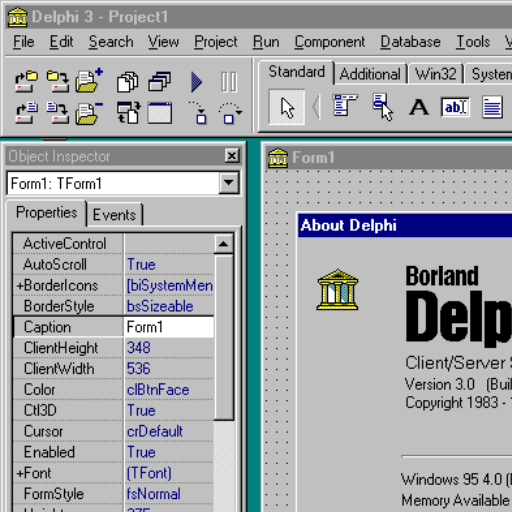 Delphi 3 - Project1
File Edit Search View Project Run Component Database Tools
Standard Additional Win32 System
A ab
Object Inspector
Form1: TForm1
Properties Events
ActiveControl
AutoScroll True
+BorderIcons [biSystemMen
BorderStyle bsSizeable
Caption Form1
ClientHeight 348
ClientWidth 536
Color clBtnFace
Ctl3D True
Cursor crDefault
Enabled True
+Font (TFont)
FormStyle fsNormal
Form1
About Delphi
Borland
Delp
Client/Server
Version 3.0 (Buil
Copyright 1983 -
Windows 95 4.0 (
Memory Available